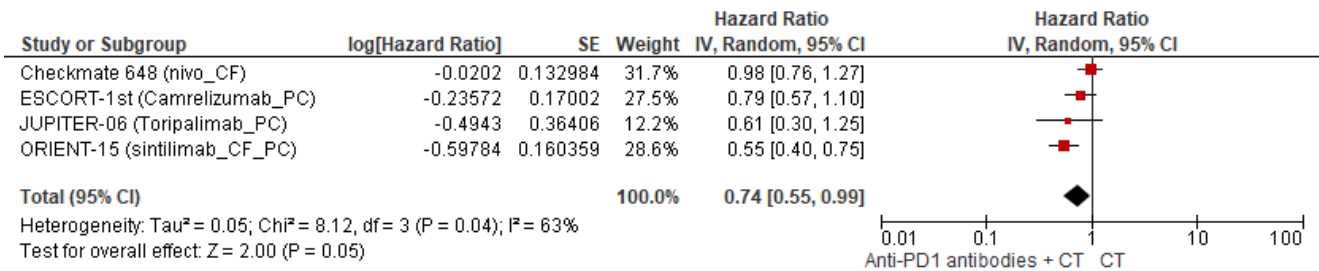 Hazard Ratio Hazard Ratio
Study or Subgroup log[Hazard Ratio] SE Weight IV, Random, 95% CI IV, Random, 95% CI
Checkmate 648 (nivo_CF) -0.0202 0.132984 31.7% 0.98 [0.76, 1.27]
ESCORT-1st (Camrelizumab_PC) -0.23572 0.17002 27.5% 0.79 [0.57, 1.10]
JUPITER-06 (Toripalimab_PC) -0.4943 0.36406 12.2% 0.61 [0.30, 1.25]
ORIENT-15 (sintilimab_CF_PC) -0.59784 0.160359 28.6% 0.55 [0.40, 0.75]
Total (95% CI) 100.0% 0.74 [0.55, 0.99]
Heterogeneity: Tau² = 0.05; Chi² = 8.12, df = 3 (P = 0.04); I² = 63%
Test for overall effect: Z = 2.00 (P = 0.05)
0.01 0.1 1 10 100
Anti-PD1 antibodies + CT CT